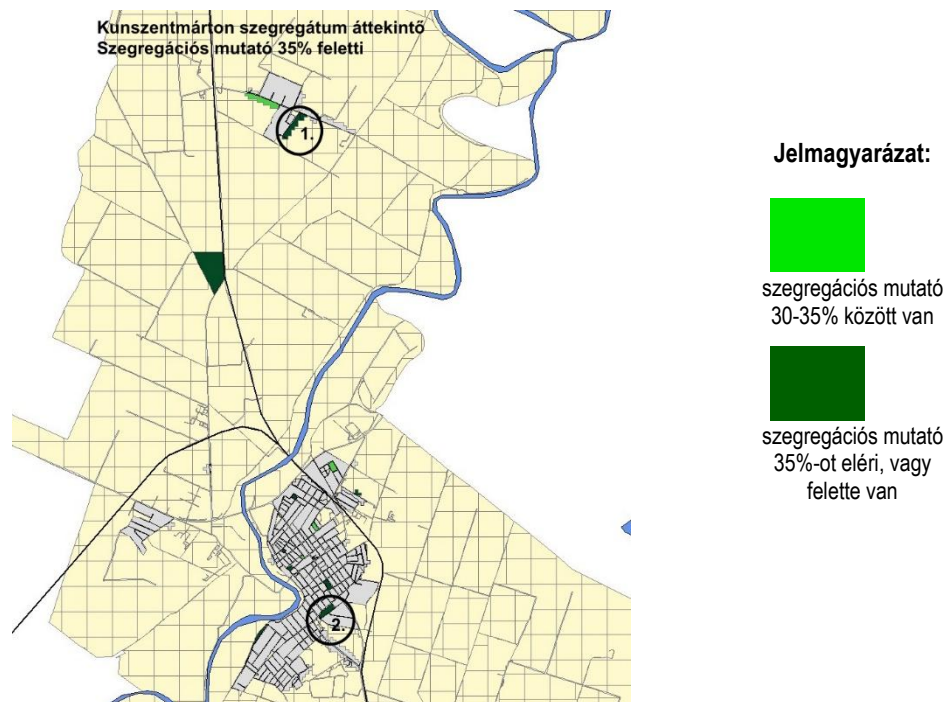 Kunszentmárton szegregátum áttekintő
Szegregációs mutató 35% feletti
1.
2.
Jelmagyarázat:
szegregációs mutató
30-35% között van
szegregációs mutató
35%-ot eléri, vagy
felette van